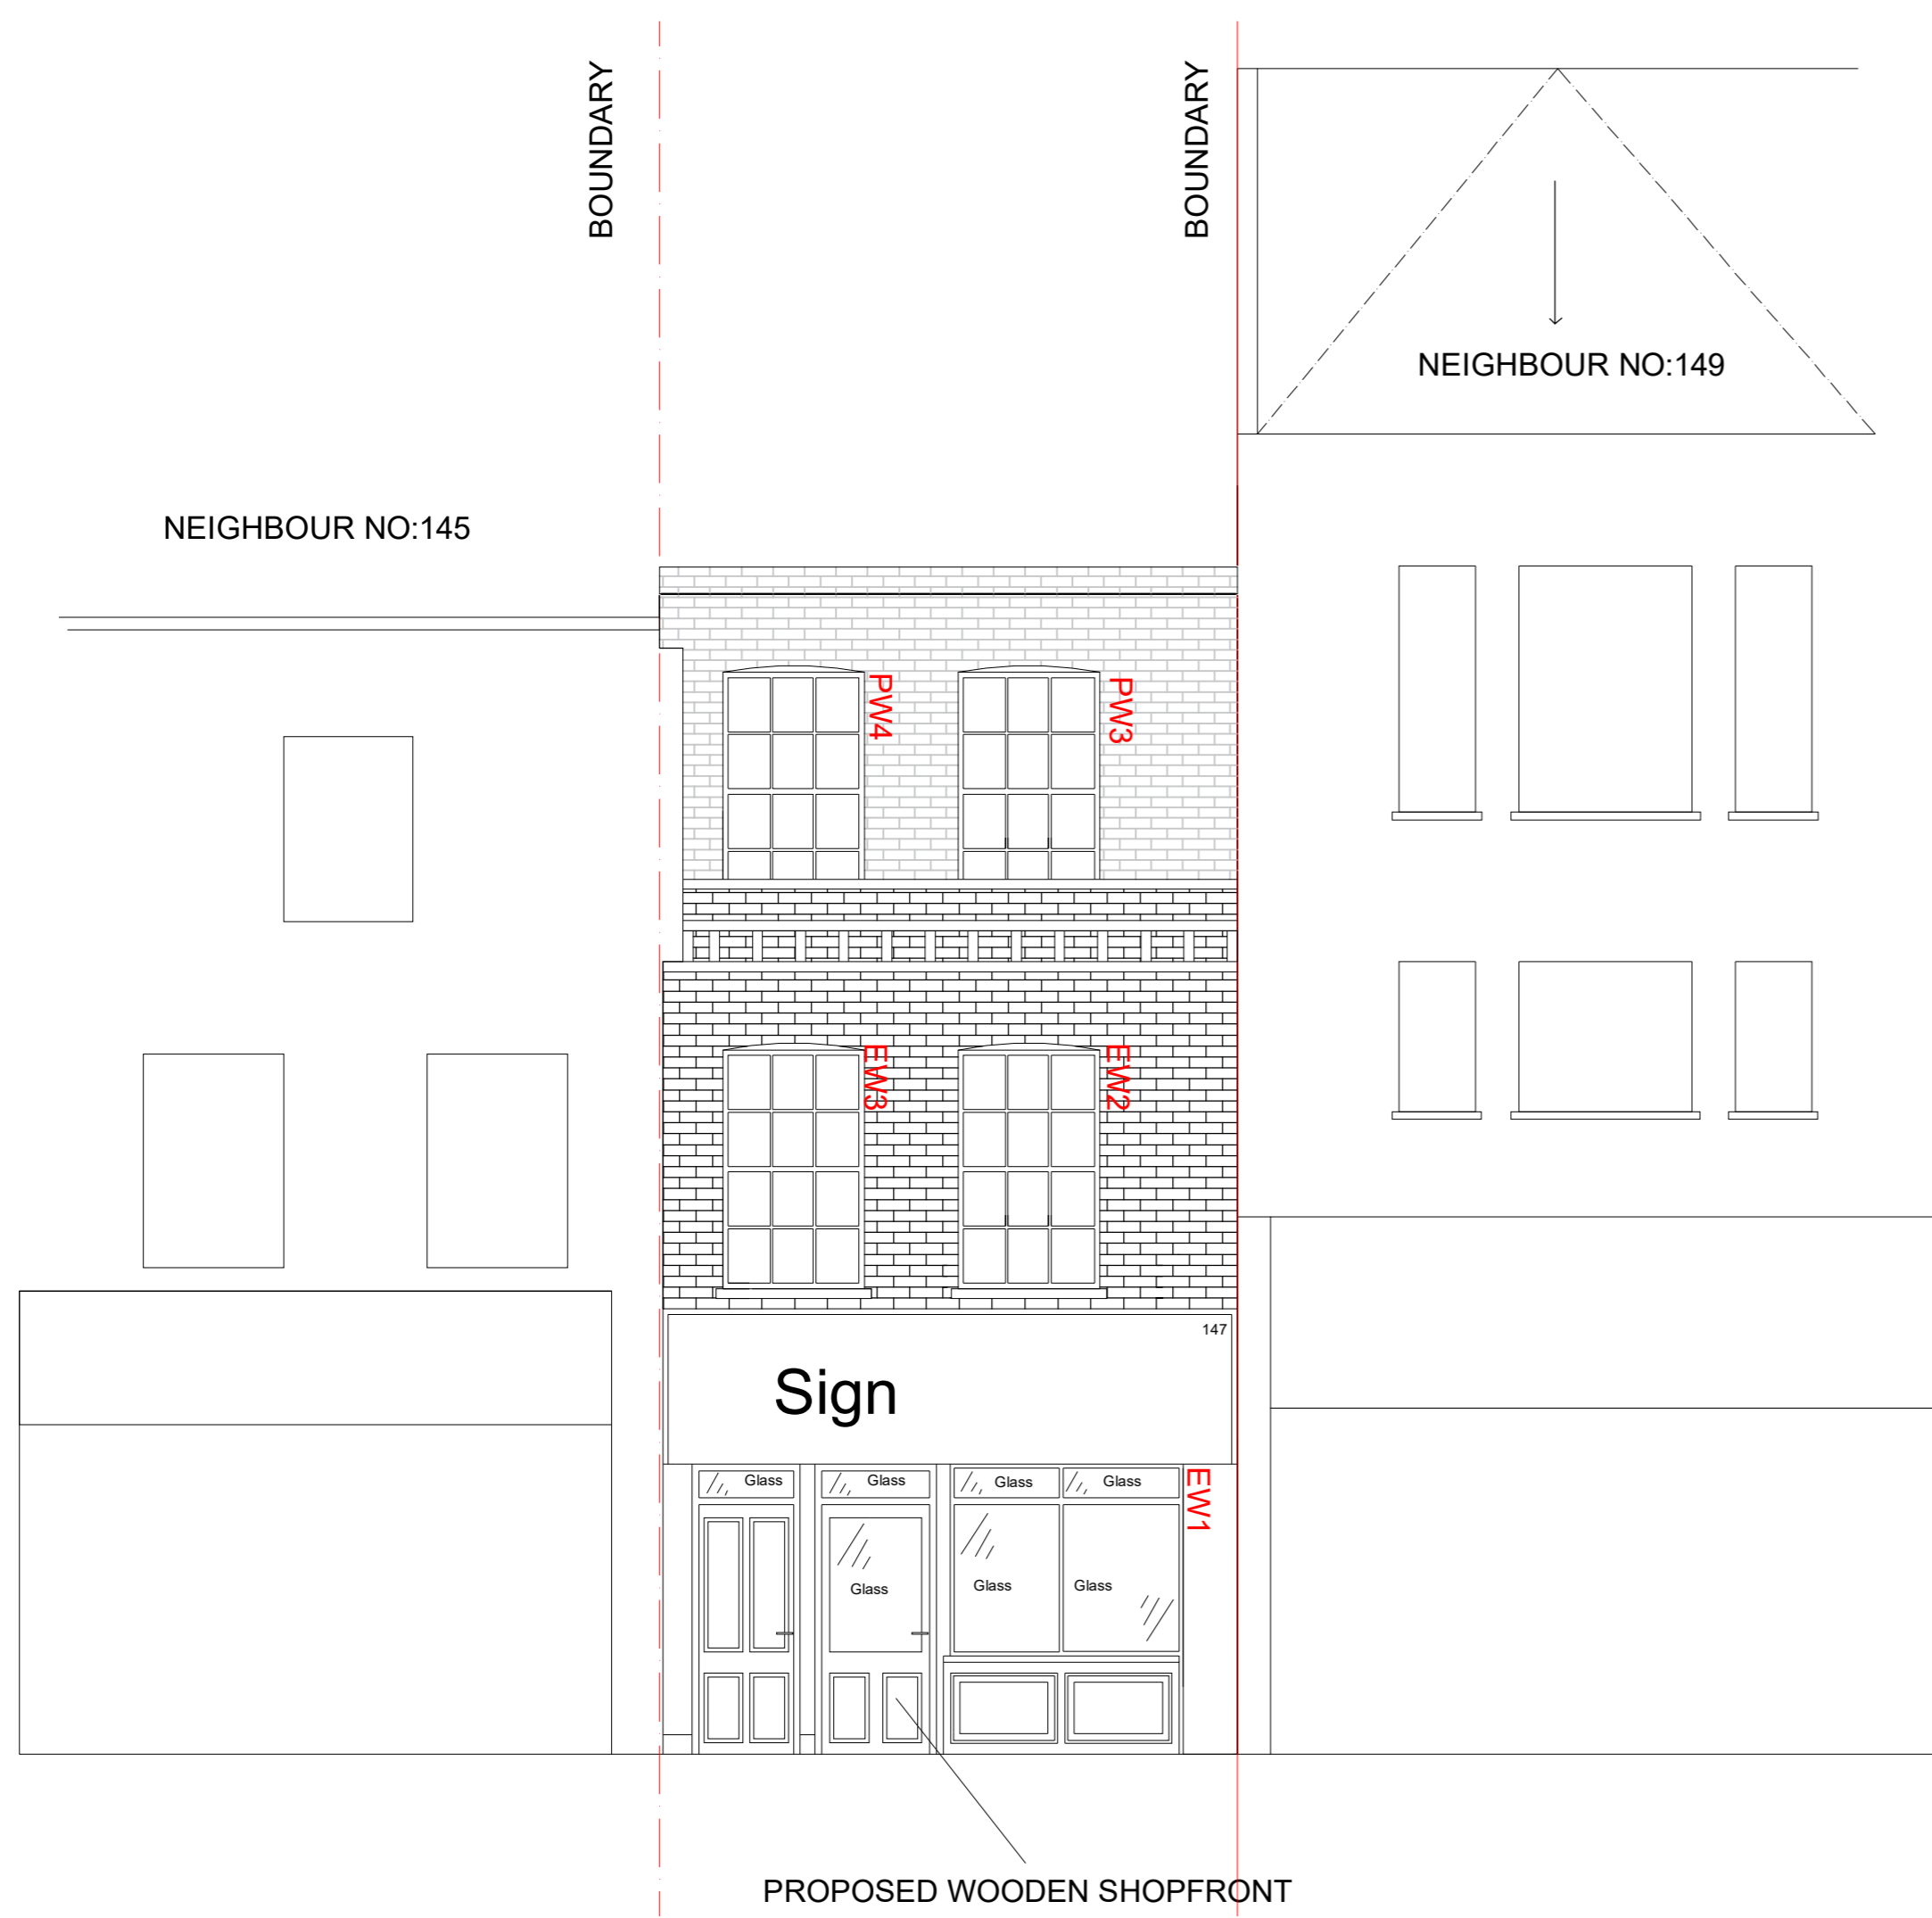 BOUNDARY
BOUNDARY
NEIGHBOUR NO:149
NEIGHBOUR NO:145
PW4
PW3
EW3
EW2
147
Sign
Glass
Glass
Glass
Glass
EW1
Glass
Glass
Glass
PROPOSED WOODEN SHOPFRONT